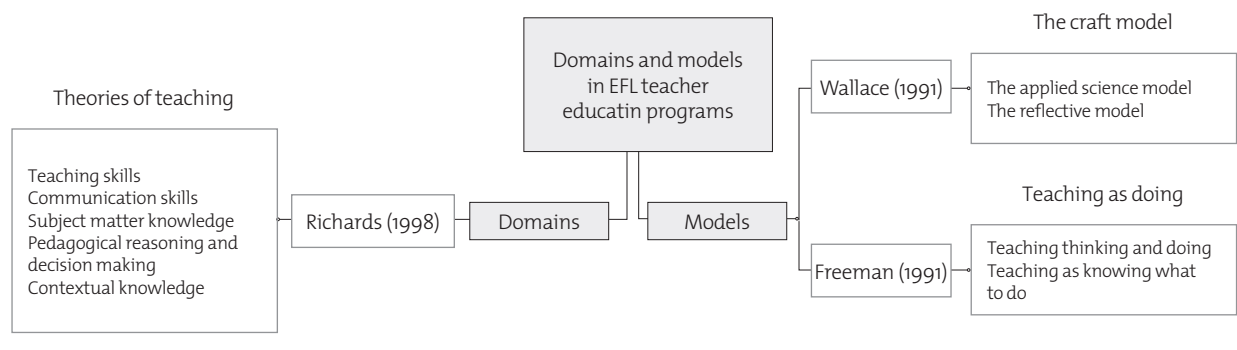 Domains and models
in EFL teacher
educatin programs
Theories of teaching
Teaching skills
Communication skills
Subject matter knowledge
Pedagogical reasoning and
decision making
Contextual knowledge
Richards (1998)
Domains
Models
Wallace (1991)
The craft model
The applied science model
The reflective model
Freeman (1991)
Teaching as doing
Teaching thinking and doing
Teaching as knowing what
to do